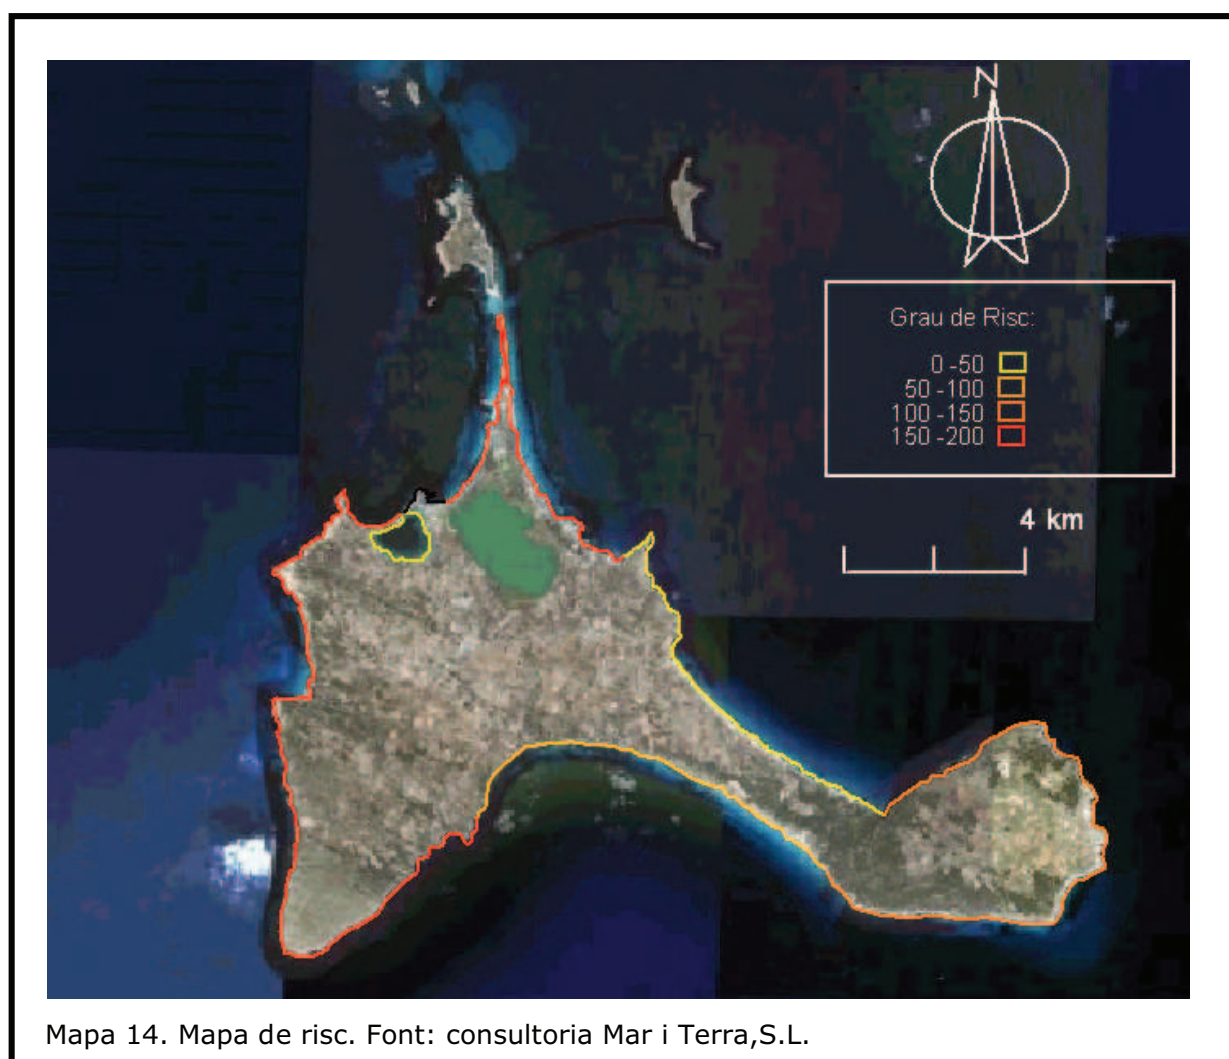 N
Grau de Risc:
0 -50
50 -100
100 -150
150 -200
4 km
Mapa 14. Mapa de risc. Font: consultoria Mar i Terra,S.L.